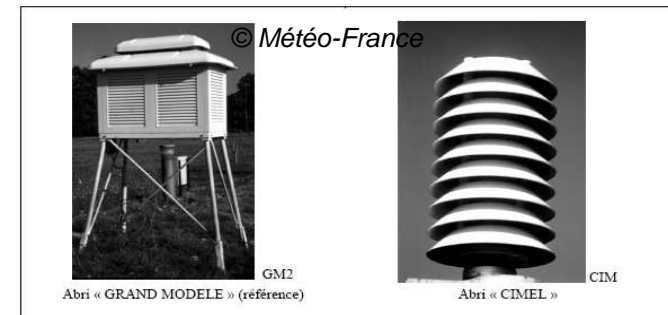 © Météo-France
GM2
Abri « GRAND MODELE » (référence)
CIM
Abri « CIMEL »